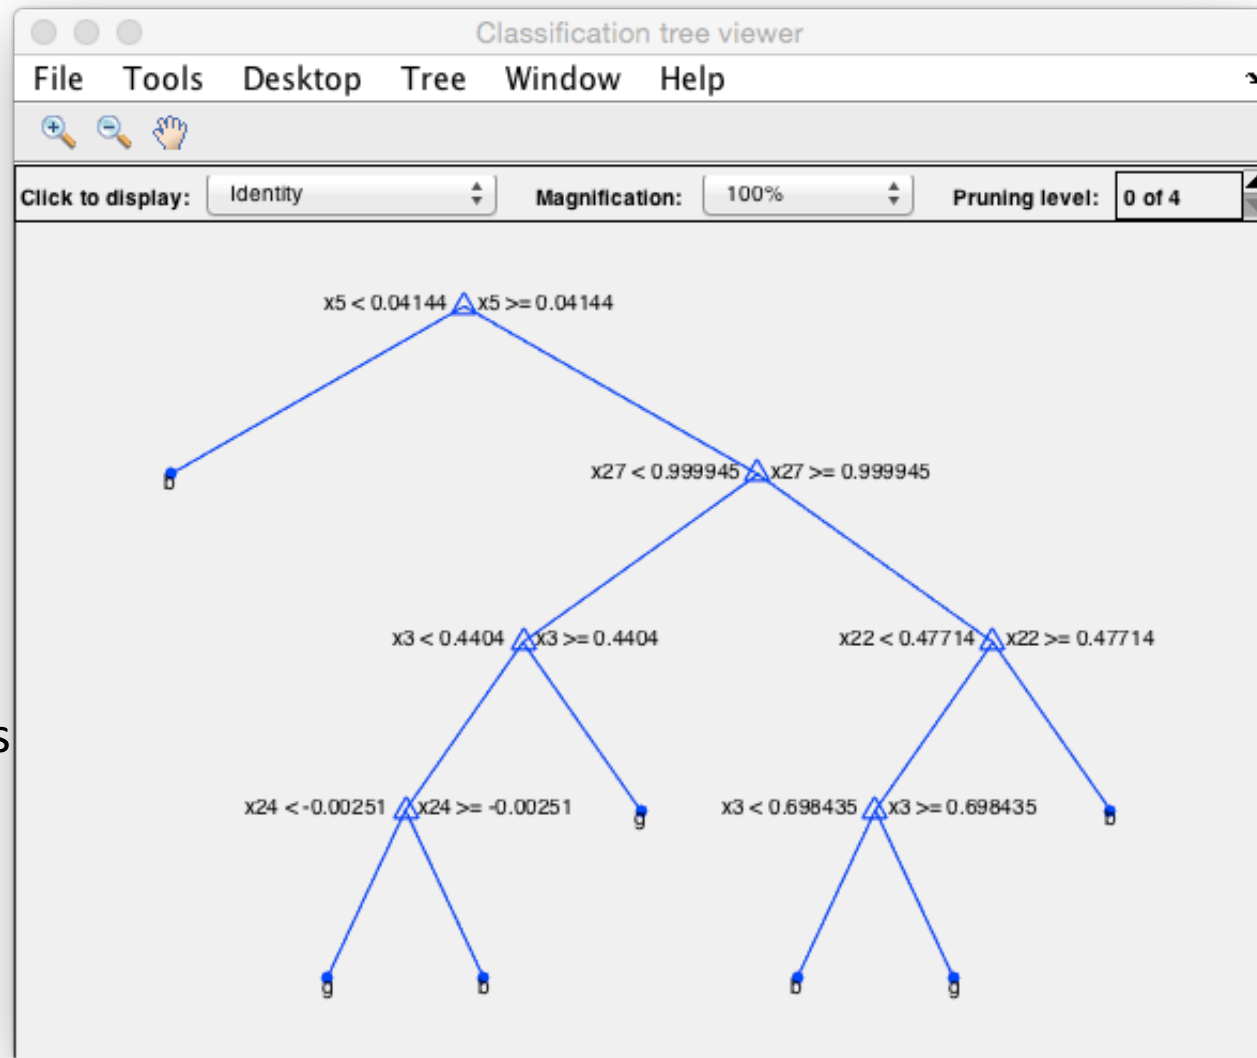 Classification tree viewer
File Tools Desktop Tree Window Help
Click to display: Identity Magnification: 100% Pruning level: 0 of 4
x5 < 0.04144 x5 >= 0.04144
b x27 < 0.999945 x27 >= 0.999945
x3 < 0.4404 x3 >= 0.4404 x22 < 0.47714 x22 >= 0.47714
s
x24 < -0.00251 x24 >= -0.00251 g x3 < 0.698435 x3 >= 0.698435 b
g b b g